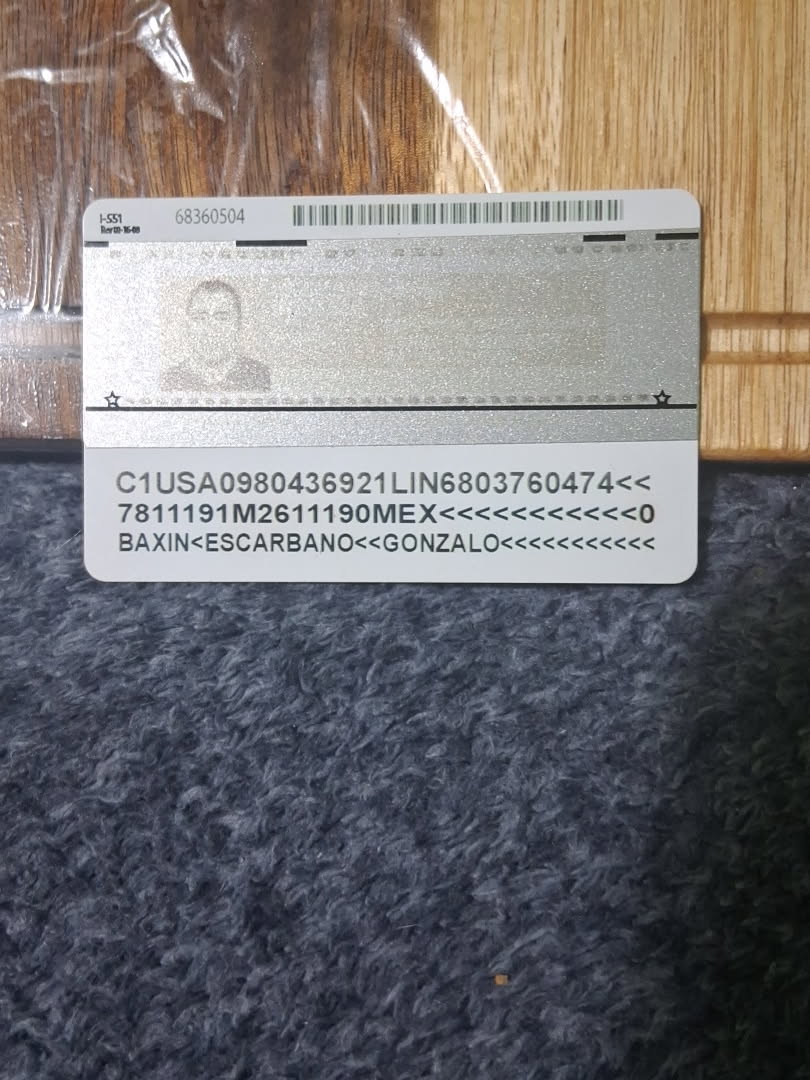 I-551
68360504
C1USA0980436921LIN6803760474<<
7811191M2611190MEX<<<<<<<<<<<0
BAXIN<ESCARBANO<<GONZALO<<<<<<<<<<<